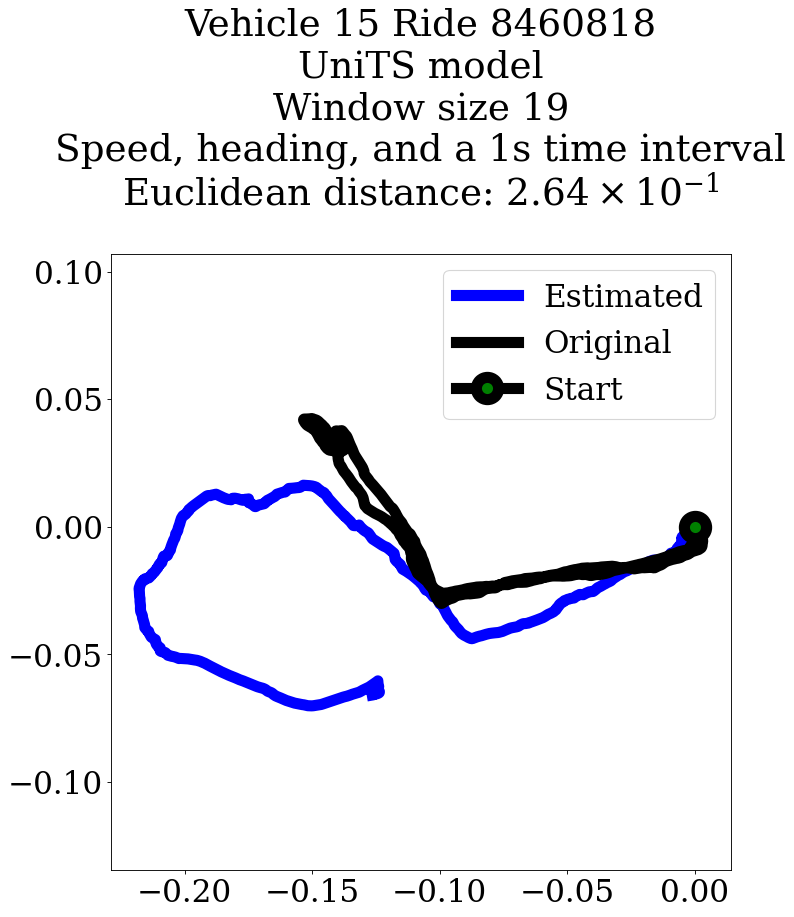 Vehicle 15 Ride 8460818
UniTS model
Window size 19
Speed, heading, and a 1s time interval
Euclidean distance: 2.64 × 10⁻¹
Estimated
Original
Start
0.10
0.05
0.00
−0.05
−0.10
−0.20
−0.15
−0.10
−0.05
0.00